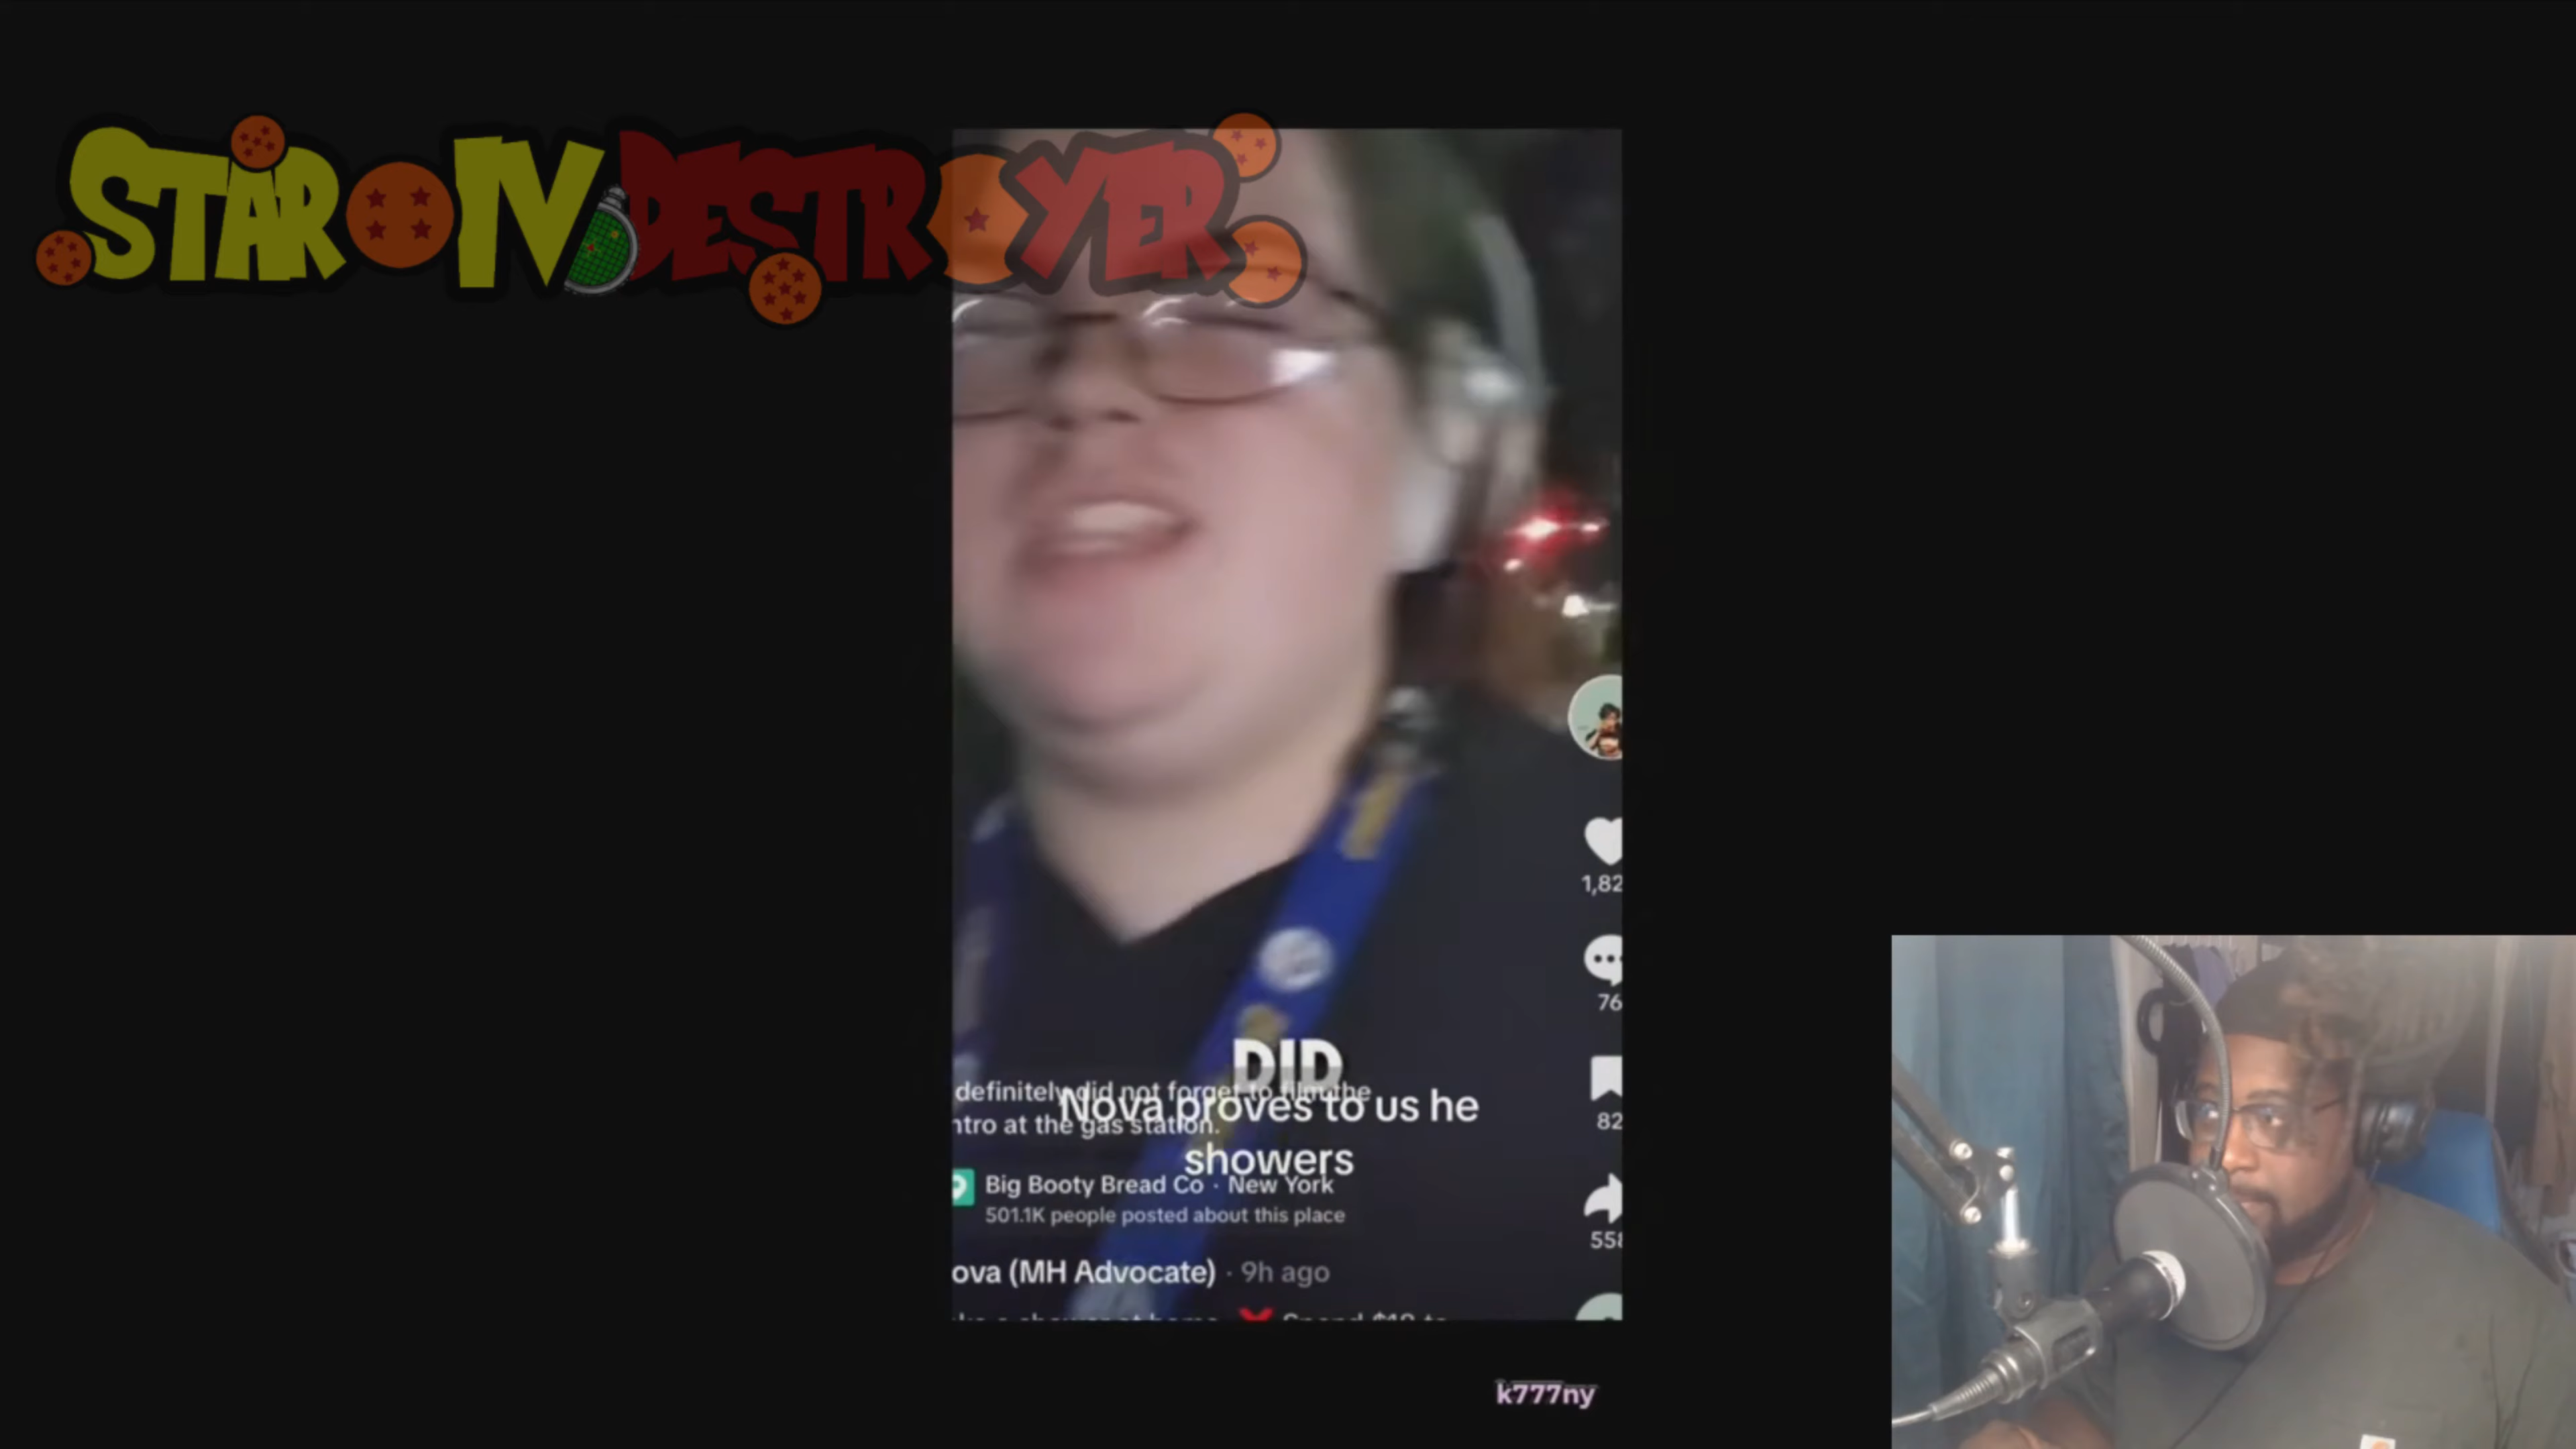 STAR IV DESTROYER
1,82
76
DID
definitely did not forget to film the
ntro at the gas station.
Nova proves to us he
showers
82
Big Booty Bread Co · New York
501.1K people posted about this place
558
ova (MH Advocate) · 9h ago
k777ny